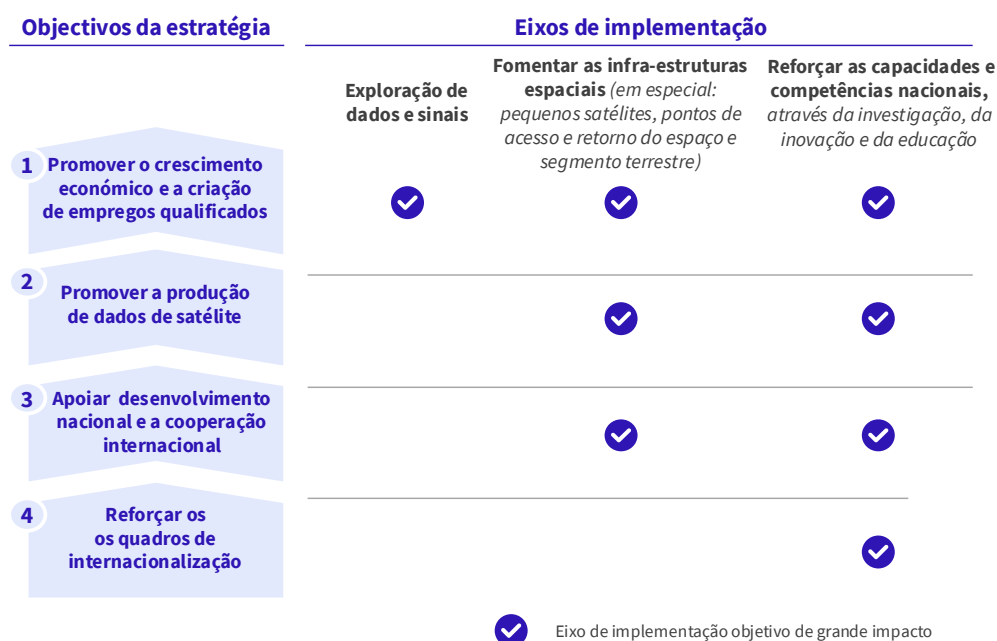 Objectivos da estratégia
Eixos de implementação
Exploração de
dados e sinais
Fomentar as infra-estruturas
espaciais (em especial:
pequenos satélites, pontos de
acesso e retorno do espaço e
segmento terrestre)
Reforçar as capacidades e
competências nacionais,
através da investigação, da
inovação e da educação
1
Promover o crescimento
económico e a criação
de empregos qualificados
2
Promover a produção
de dados de satélite
3
Apoiar desenvolvimento
nacional e a cooperação
internacional
4
Reforçar os
os quadros de
internacionalização
Eixo de implementação objetivo de grande impacto